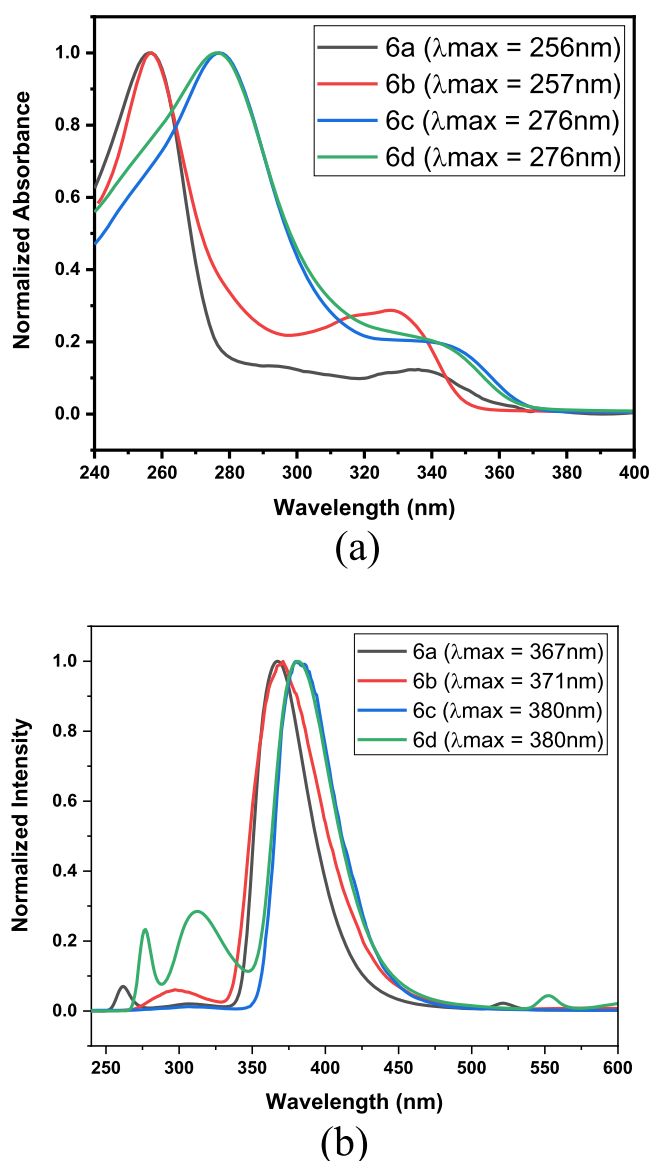 6a (λmax = 256nm)
6b (λmax = 257nm)
6c (λmax = 276nm)
6d (λmax = 276nm)
Normalized Absorbance
1.0
0.8
0.6
0.4
0.2
0.0
240 260 280 300 320 340 360 380 400
Wavelength (nm)
(a)
6a (λmax = 367nm)
6b (λmax = 371nm)
6c (λmax = 380nm)
6d (λmax = 380nm)
Normalized Intensity
1.0
0.8
0.6
0.4
0.2
0.0
250 300 350 400 450 500 550 600
Wavelength (nm)
(b)